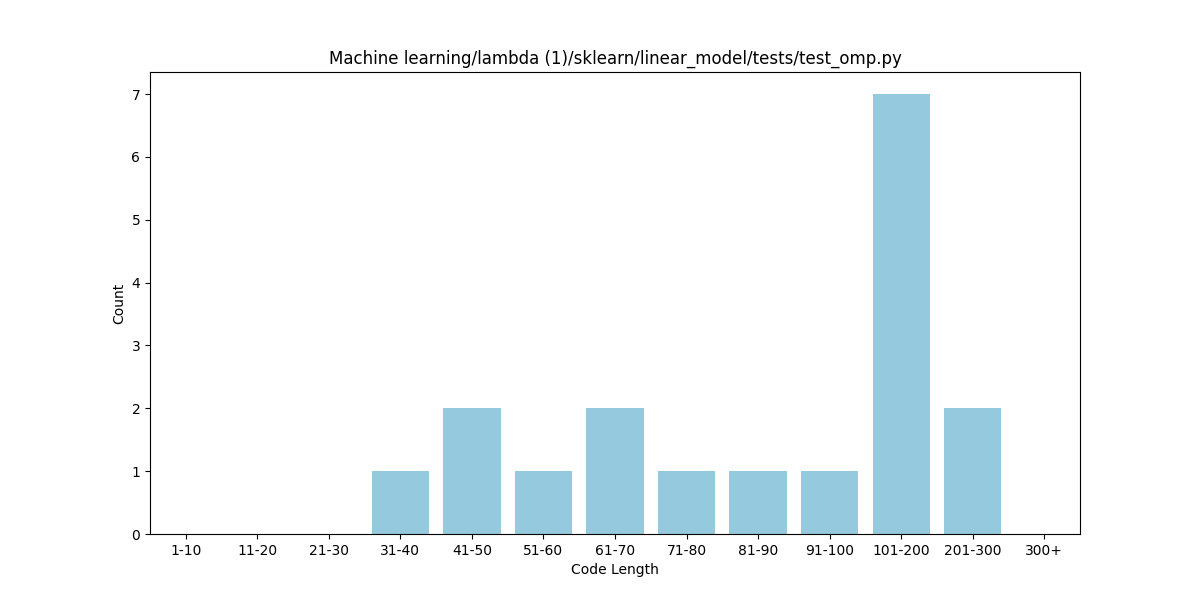 Machine learning/lambda (1)/sklearn/linear_model/tests/test_omp.py
7
6
5
4
3
2
1
0
Count
1-10 11-20 21-30 31-40 41-50 51-60 61-70 71-80 81-90 91-100 101-200 201-300 300+
Code Length